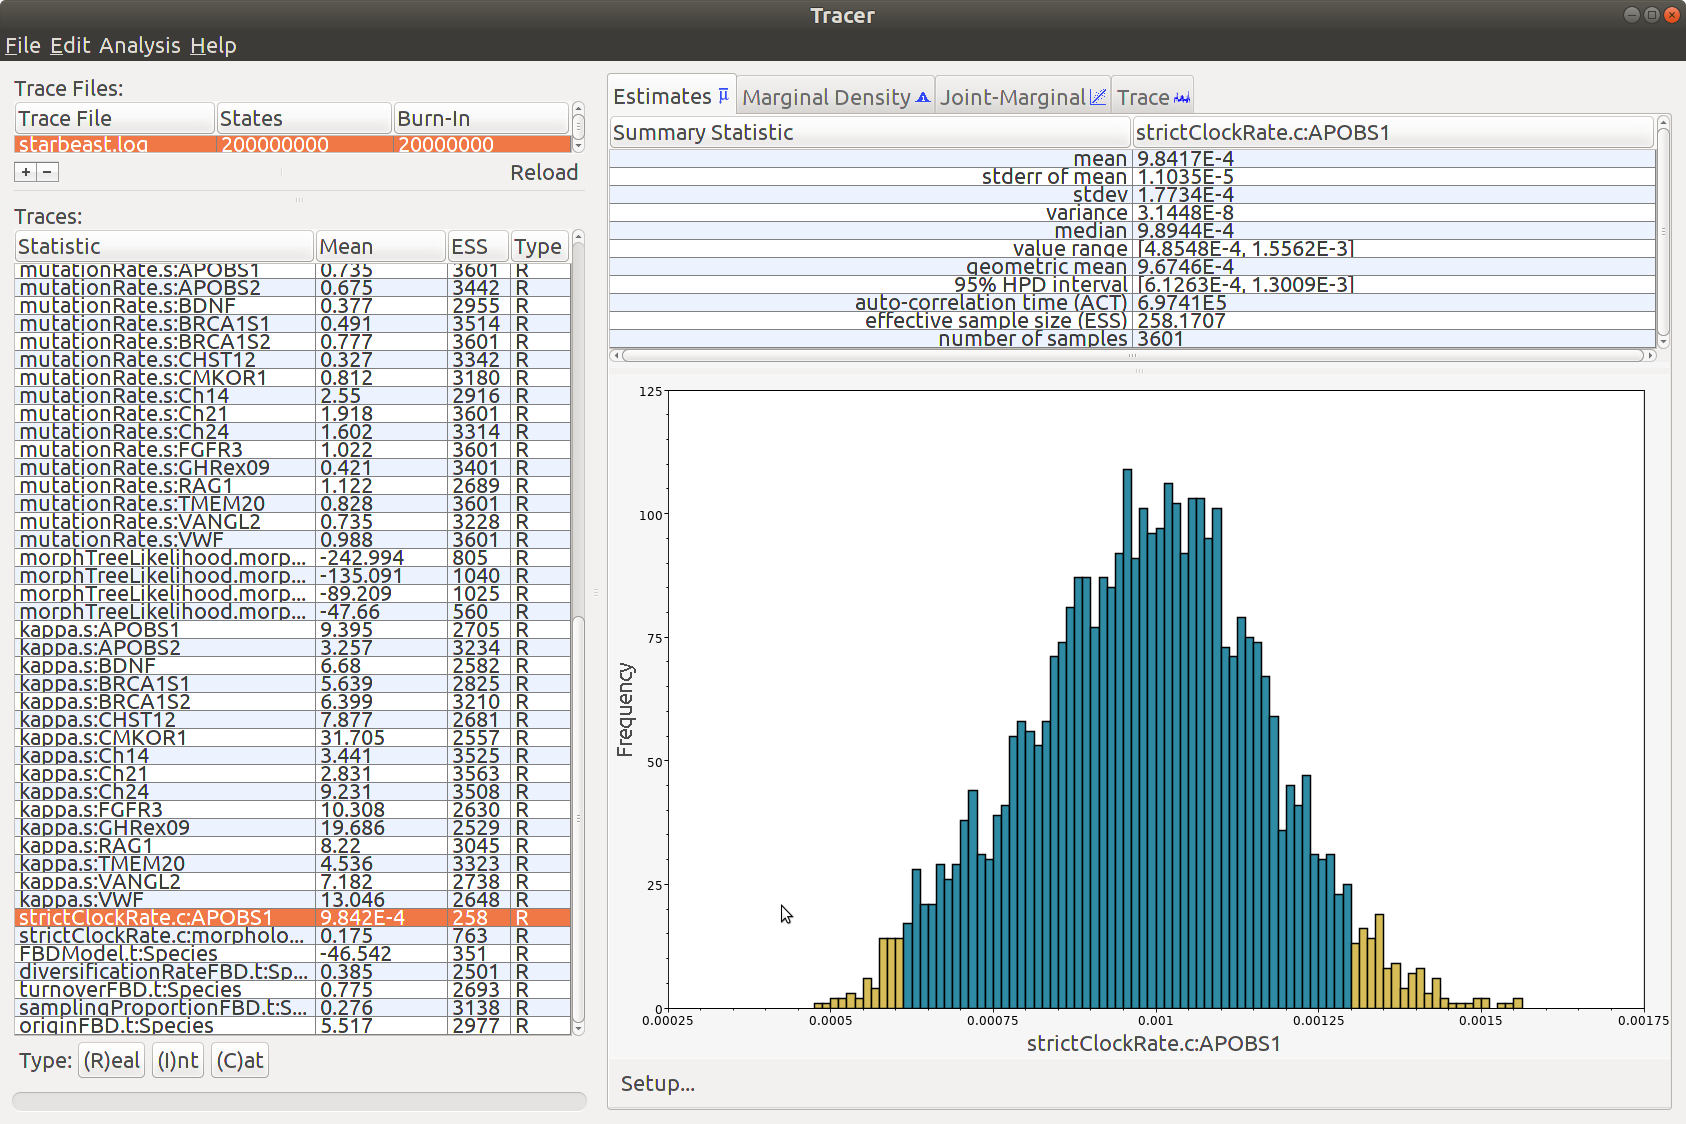 Tracer
File Edit Analysis Help
Trace Files:
Trace File States Burn-In
starbeast.log 200000000 20000000
+ − Reload
Traces:
Statistic Mean ESS Type
mutationRate.s:APOBS1 0.735 3601 R
mutationRate.s:APOBS2 0.675 3442 R
mutationRate.s:BDNF 0.377 2955 R
mutationRate.s:BRCA1S1 0.491 3514 R
mutationRate.s:BRCA1S2 0.777 3601 R
mutationRate.s:CHST12 0.327 3342 R
mutationRate.s:CMKOR1 0.812 3180 R
mutationRate.s:Ch14 2.55 2916 R
mutationRate.s:Ch21 1.918 3601 R
mutationRate.s:Ch24 1.602 3314 R
mutationRate.s:FGFR3 1.022 3601 R
mutationRate.s:GHRex09 0.421 3401 R
mutationRate.s:RAG1 1.122 2689 R
mutationRate.s:TMEM20 0.828 3601 R
mutationRate.s:VANGL2 0.735 3228 R
mutationRate.s:VWF 0.988 3601 R
morphTreeLikelihood.morp... -242.994 805 R
morphTreeLikelihood.morp... -135.091 1040 R
morphTreeLikelihood.morp... -89.209 1025 R
morphTreeLikelihood.morp... -47.66 560 R
kappa.s:APOBS1 9.395 2705 R
kappa.s:APOBS2 3.257 3234 R
kappa.s:BDNF 6.68 2582 R
kappa.s:BRCA1S1 5.639 2825 R
kappa.s:BRCA1S2 6.399 3210 R
kappa.s:CHST12 7.877 2681 R
kappa.s:CMKOR1 31.705 2557 R
kappa.s:Ch14 3.441 3525 R
kappa.s:Ch21 2.831 3563 R
kappa.s:Ch24 9.231 3508 R
kappa.s:FGFR3 10.308 2630 R
kappa.s:GHRex09 19.686 2529 R
kappa.s:RAG1 8.22 3045 R
kappa.s:TMEM20 4.536 3323 R
kappa.s:VANGL2 7.182 2738 R
kappa.s:VWF 13.046 2648 R
strictClockRate.c:APOBS1 9.842E-4 258 R
strictClockRate.c:morpholo... 0.175 763 R
FBDModel.t:Species -46.542 351 R
diversificationRateFBD.t:Sp... 0.385 2501 R
turnoverFBD.t:Species 0.775 2693 R
samplingProportionFBD.t:S... 0.276 3138 R
originFBD.t:Species 5.517 2977 R
Type: (R)eal (I)nt (C)at
Estimates μ Marginal Density Joint-Marginal Trace
Summary Statistic strictClockRate.c:APOBS1
mean 9.8417E-4
stderr of mean 1.1035E-5
stdev 1.7734E-4
variance 3.1448E-8
median 9.8944E-4
value range [4.8548E-4, 1.5562E-3]
geometric mean 9.6746E-4
95% HPD interval [6.1263E-4, 1.3009E-3]
auto-correlation time (ACT) 6.9741E5
effective sample size (ESS) 258.1707
number of samples 3601
125
100
75
50
25
0
Frequency
0.00025 0.0005 0.00075 0.001 0.00125 0.0015 0.00175
strictClockRate.c:APOBS1
Setup...